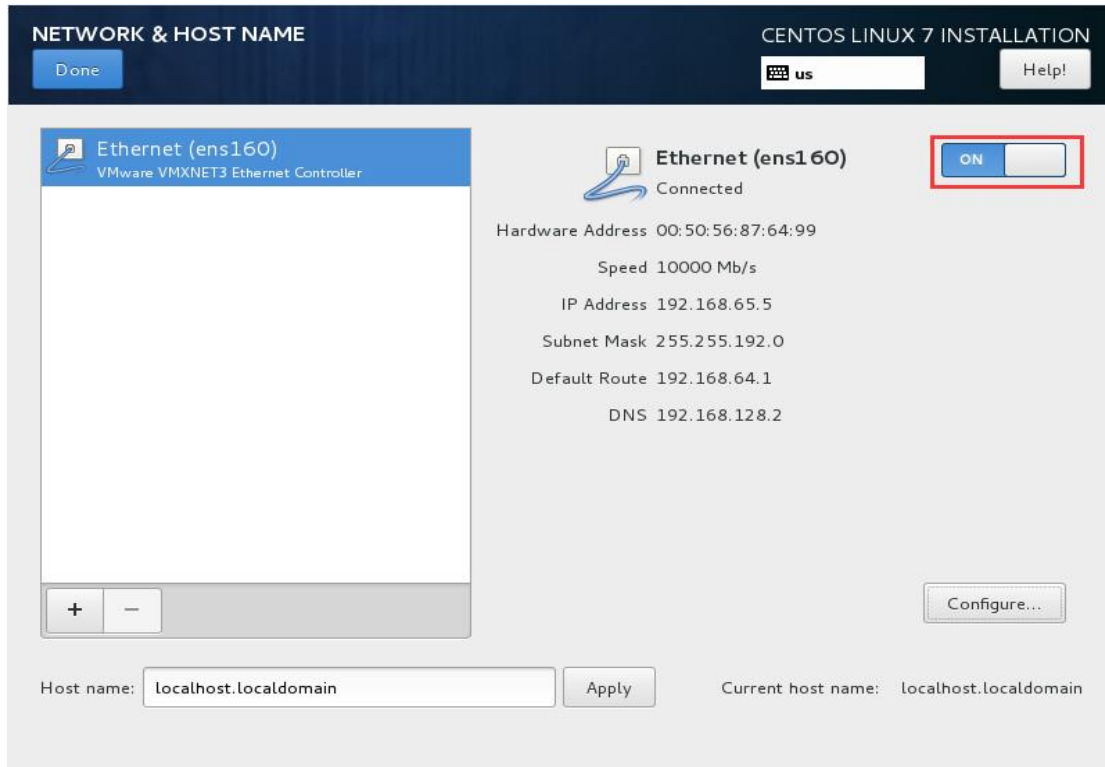 NETWORK & HOST NAME
CENTOS LINUX 7 INSTALLATION
Done
us
Help!
Ethernet (ens160)
VMware VMXNET3 Ethernet Controller
Ethernet (ens160)
Connected
ON
Hardware Address 00:50:56:87:64:99
Speed 10000 Mb/s
IP Address 192.168.65.5
Subnet Mask 255.255.192.0
Default Route 192.168.64.1
DNS 192.168.128.2
+ −
Configure...
Host name: localhost.localdomain Apply Current host name: localhost.localdomain